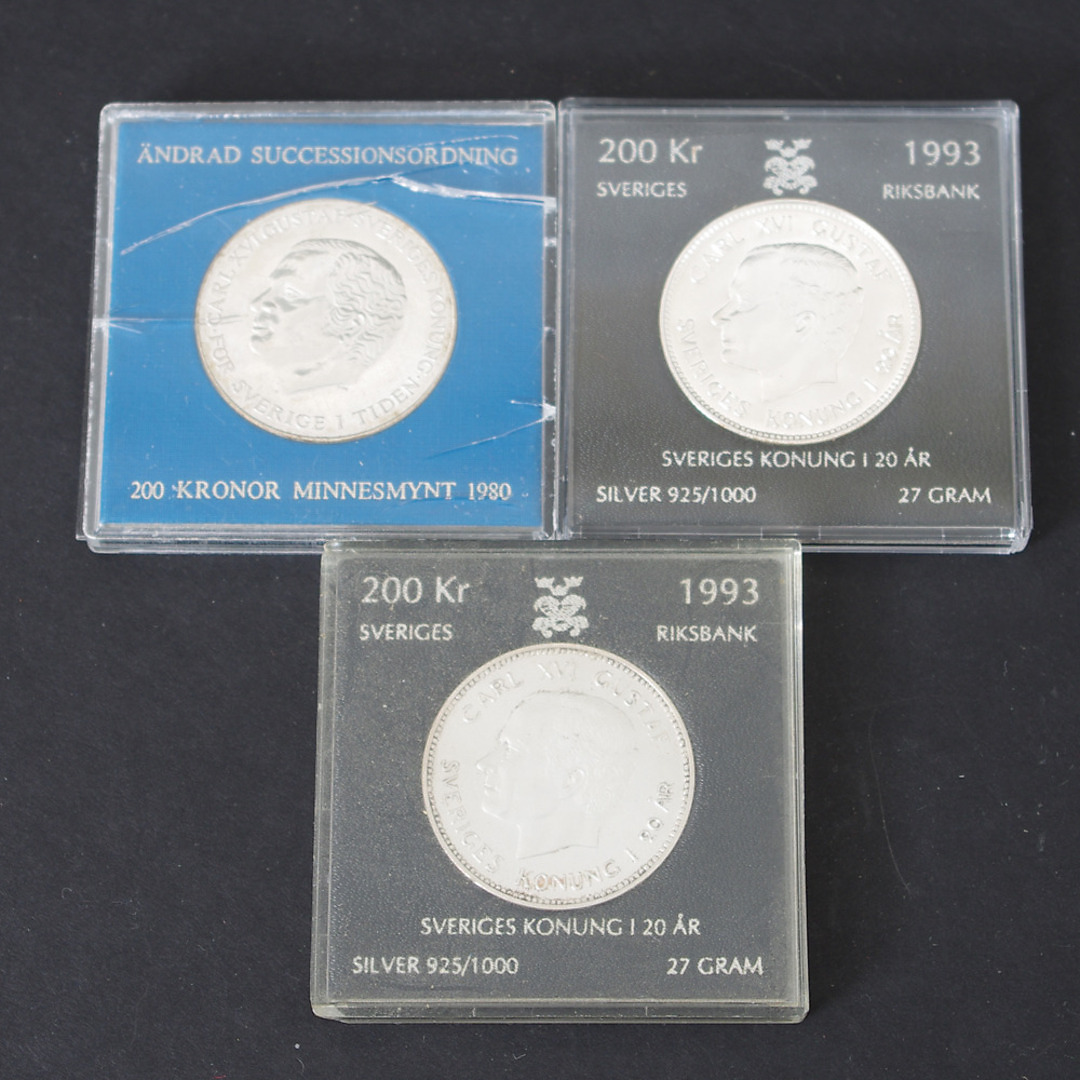 ÄNDRAD SUCCESSIONSORDNING
CARL XVI GUSTAF SVERIGES KONUNG
FÖR SVERIGE I TIDEN
200 KRONOR MINNESMYNT 1980
200 Kr 1993
SVERIGES RIKSBANK
CARL XVI GUSTAF
SVERIGES KONUNG I 20 ÅR
SVERIGES KONUNG I 20 ÅR
SILVER 925/1000 27 GRAM
200 Kr 1993
SVERIGES RIKSBANK
CARL XVI GUSTAF
SVERIGES KONUNG I 20 ÅR
SVERIGES KONUNG I 20 ÅR
SILVER 925/1000 27 GRAM